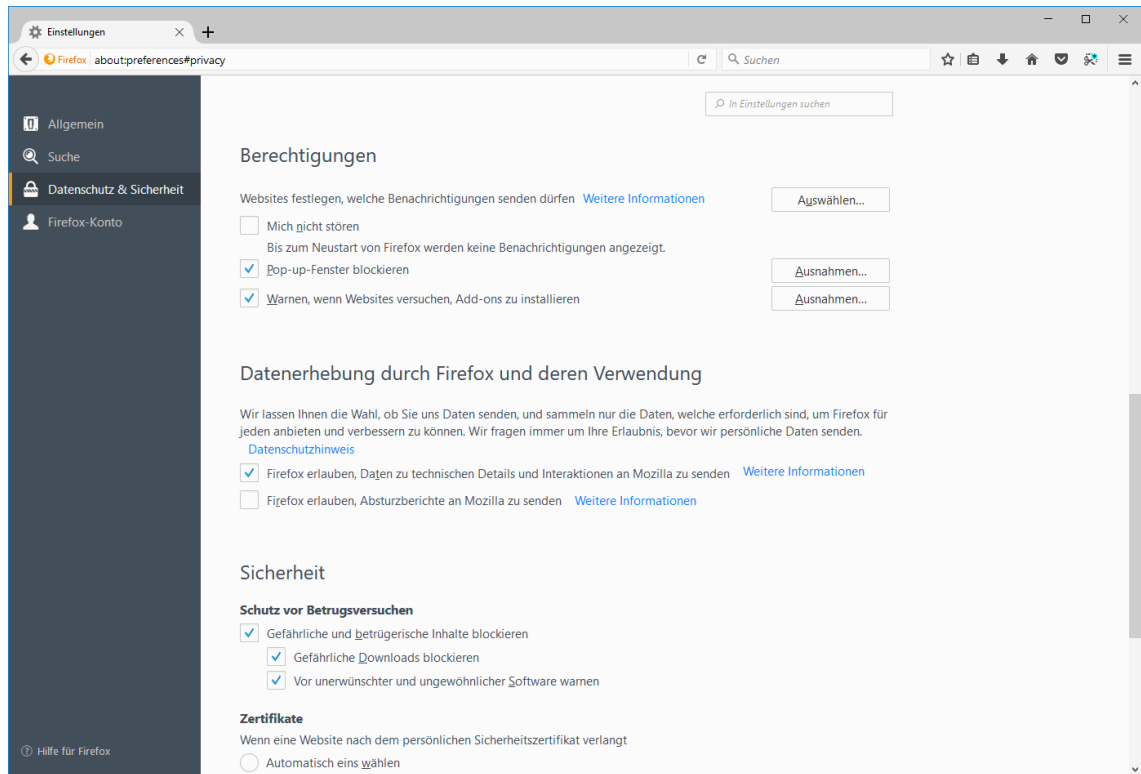 Einstellungen
Firefox about:preferences#privacy
Suchen
In Einstellungen suchen
Allgemein
Suche
Datenschutz & Sicherheit
Firefox-Konto
Hilfe für Firefox
Berechtigungen
Websites festlegen, welche Benachrichtigungen senden dürfen Weitere Informationen Auswählen...
Mich nicht stören
Bis zum Neustart von Firefox werden keine Benachrichtigungen angezeigt.
Pop-up-Fenster blockieren Ausnahmen...
Warnen, wenn Websites versuchen, Add-ons zu installieren Ausnahmen...
Datenerhebung durch Firefox und deren Verwendung
Wir lassen Ihnen die Wahl, ob Sie uns Daten senden, und sammeln nur die Daten, welche erforderlich sind, um Firefox für
jeden anbieten und verbessern zu können. Wir fragen immer um Ihre Erlaubnis, bevor wir persönliche Daten senden.
Datenschutzhinweis
Firefox erlauben, Daten zu technischen Details und Interaktionen an Mozilla zu senden Weitere Informationen
Firefox erlauben, Absturzberichte an Mozilla zu senden Weitere Informationen
Sicherheit
Schutz vor Betrugsversuchen
Gefährliche und betrügerische Inhalte blockieren
Gefährliche Downloads blockieren
Vor unerwünschter und ungewöhnlicher Software warnen
Zertifikate
Wenn eine Website nach dem persönlichen Sicherheitszertifikat verlangt
Automatisch eins wählen